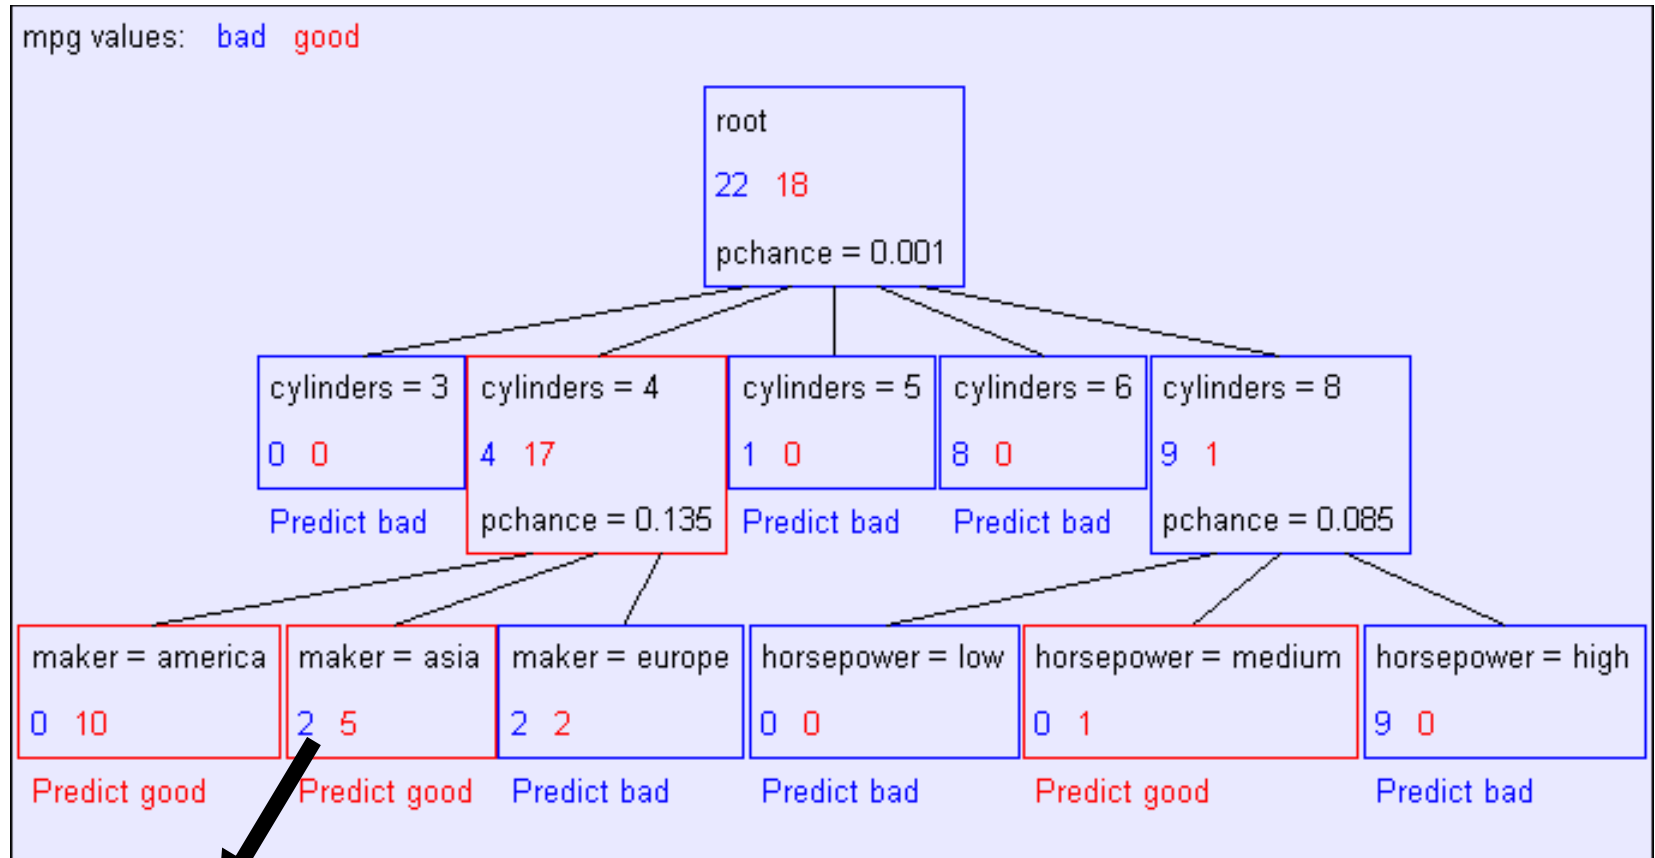 mpg values: bad good
root
22 18
pchance = 0.001
cylinders = 3
0 0
Predict bad
cylinders = 4
4 17
pchance = 0.135
cylinders = 5
1 0
Predict bad
cylinders = 6
8 0
Predict bad
cylinders = 8
9 1
pchance = 0.085
maker = america
0 10
Predict good
maker = asia
2 5
Predict good
maker = europe
2 2
Predict bad
horsepower = low
0 0
Predict bad
horsepower = medium
0 1
Predict good
horsepower = high
9 0
Predict bad